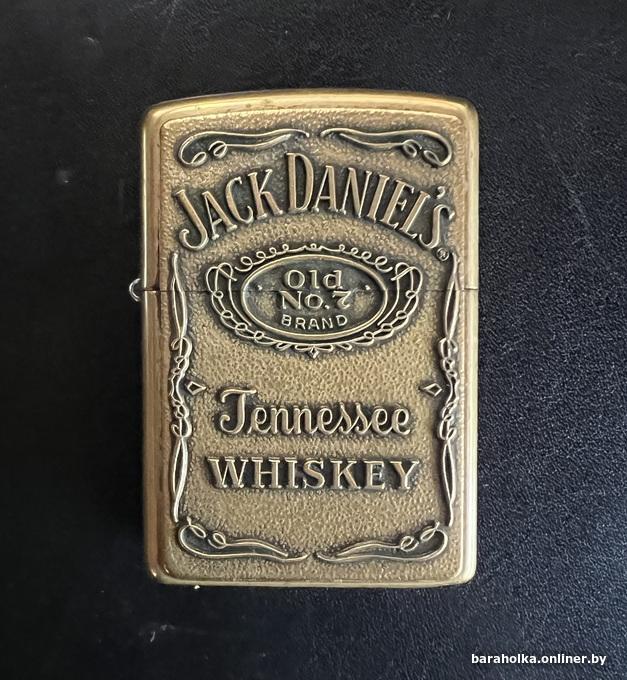 JACK DANIEL'S®
Old
No.7
BRAND
Tennessee
WHISKEY
baraholka.onliner.by